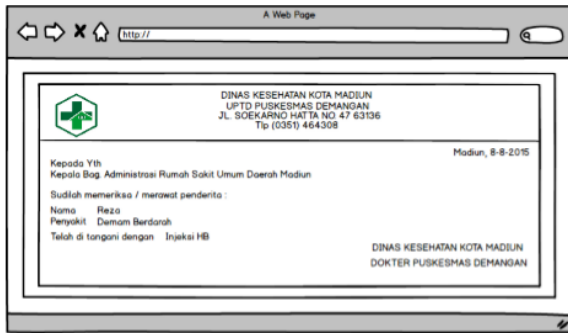 A Web Page
http://
DINAS KESEHATAN KOTA MADIUN
UPTD PUSKESMAS DEMANGAN
JL. SOEKARNO HATTA NO 47 63136
Tlp (0351) 464308
Madiun, 8-8-2015
Kepada Yth
Kepala Bag. Administrasi Rumah Sakit Umum Daerah Madiun
Sudilah memeriksa / merawat penderita :
Nama Reza
Penyakit Demam Berdarah
Telah di tangani dengan Injeksi HB
DINAS KESEHATAN KOTA MADIUN
DOKTER PUSKESMAS DEMANGAN